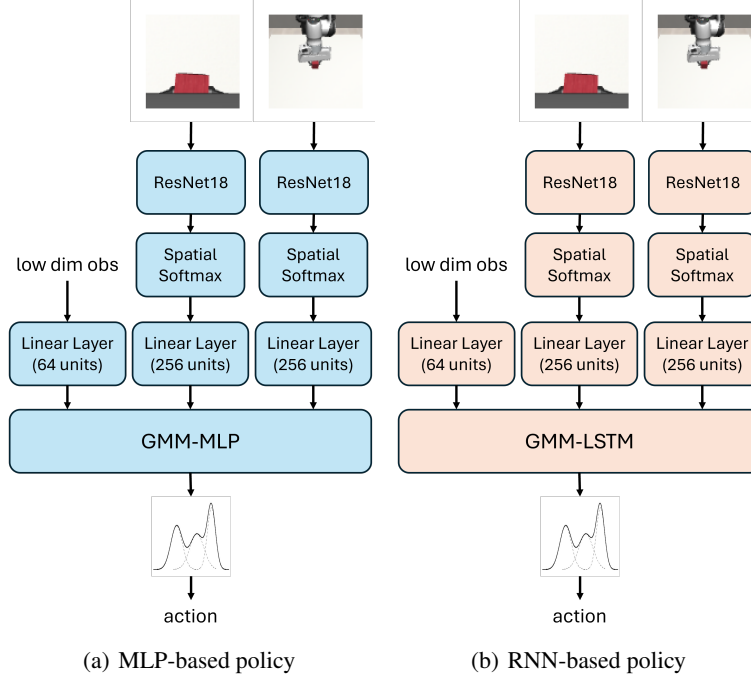 ResNet18
ResNet18
Spatial
Softmax
Spatial
Softmax
low dim obs
Linear Layer
(64 units)
Linear Layer
(256 units)
Linear Layer
(256 units)
GMM-MLP
action
(a) MLP-based policy
ResNet18
ResNet18
Spatial
Softmax
Spatial
Softmax
low dim obs
Linear Layer
(64 units)
Linear Layer
(256 units)
Linear Layer
(256 units)
GMM-LSTM
action
(b) RNN-based policy